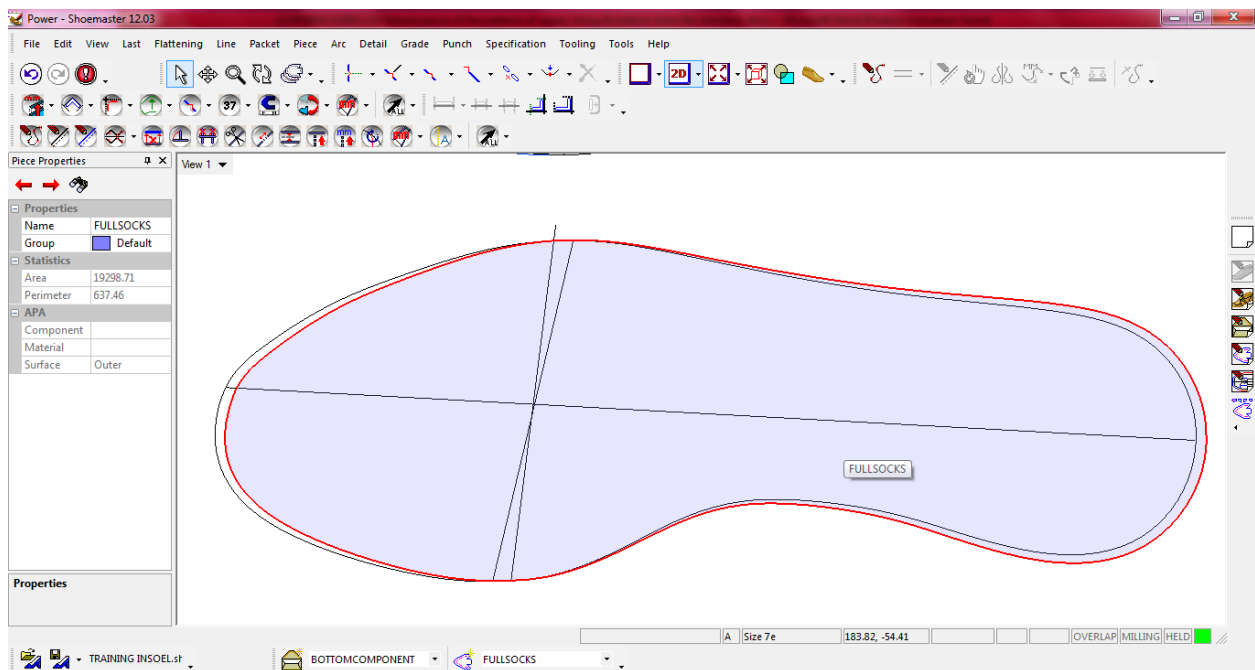 Power - Shoemaster 12.03
File Edit View Last Flattening Line Packet Piece Arc Detail Grade Punch Specification Tooling Tools Help
2D
37
Piece Properties
View 1
Properties
Name FULLSOCKS
Group Default
Statistics
Area 19298.71
Perimeter 637.46
APA
Component
Material
Surface Outer
FULLSOCKS
Properties
A Size 7e 183.82, -54.41 OVERLAP MILLING HELD
TRAINING INSOEL.sh BOTTOMCOMPONENT FULLSOCKS